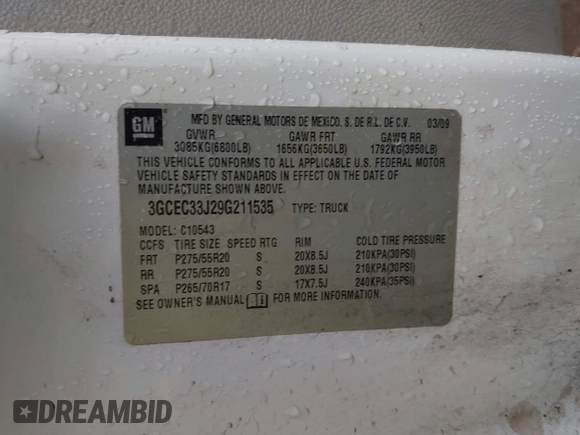 GM
MFD BY GENERAL MOTORS DE MEXICO, S. DE R.L. DE C.V. 03/09
GVWR GAWR FRT GAWR RR
3085KG(6800LB) 1656KG(3650LB) 1792KG(3950LB)
THIS VEHICLE CONFORMS TO ALL APPLICABLE U.S. FEDERAL MOTOR
VEHICLE SAFETY STANDARDS IN EFFECT ON THE DATE OF
MANUFACTURE SHOWN ABOVE.
3GCEC33J29G211535 TYPE: TRUCK
MODEL: C10543
CCFS TIRE SIZE SPEED RTG RIM COLD TIRE PRESSURE
FRT P275/55R20 S 20X8.5J 210KPA(30PSI)
RR P275/55R20 S 20X8.5J 210KPA(30PSI)
SPA P265/70R17 S 17X7.5J 240KPA(35PSI)
SEE OWNER'S MANUAL FOR MORE INFORMATION.
DREAMBID